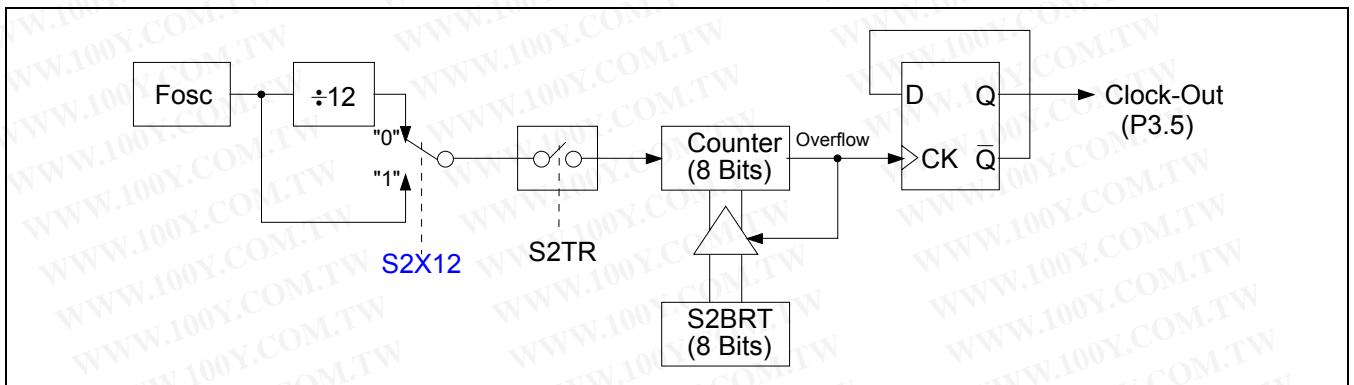 Fosc
÷12
"0"
"1"
S2X12
S2TR
Counter
(8 Bits)
Overflow
S2BRT
(8 Bits)
D
Q
CK
Q̅
Clock-Out
(P3.5)
WWW.100Y.COM.TW